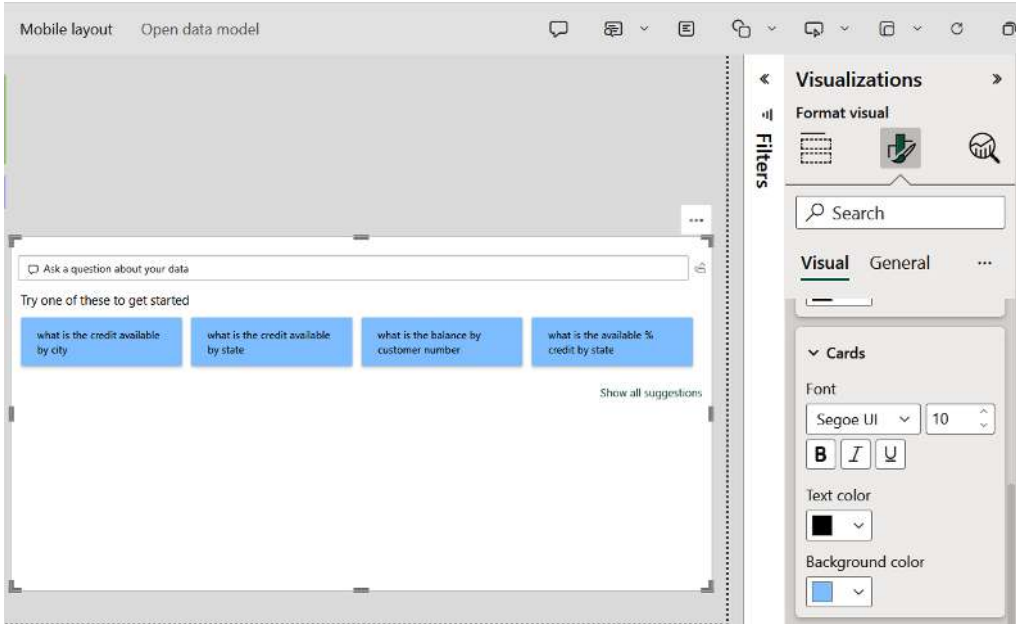 Mobile layout Open data model
Visualizations
Format visual
Filters
Search
Visual General
Ask a question about your data
Try one of these to get started
what is the credit available
by city
what is the credit available
by state
what is the balance by
customer number
what is the available %
credit by state
Show all suggestions
Cards
Font
Segoe UI 10
B I U
Text color
Background color